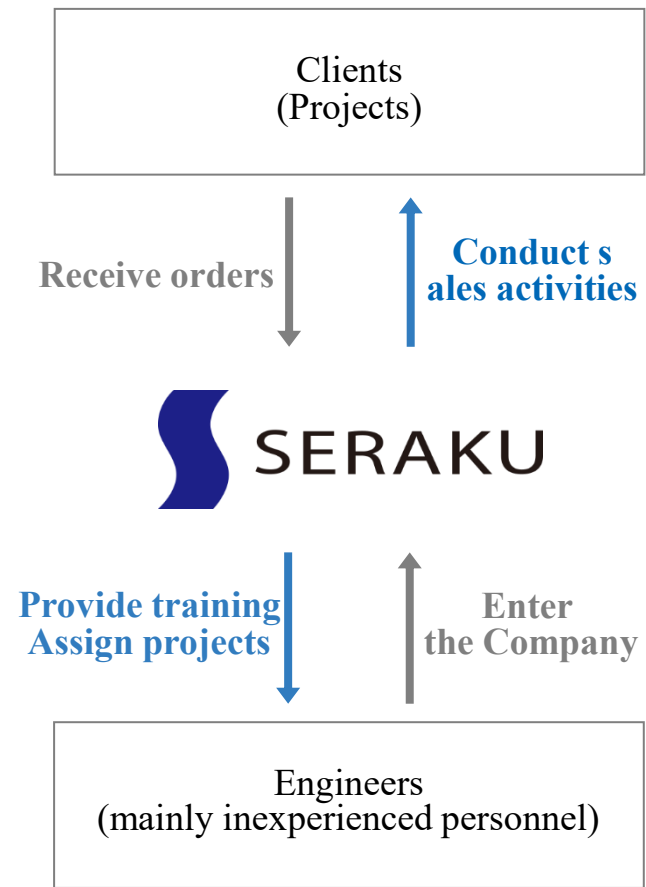 Clients
(Projects)
Receive orders
Conduct s
ales activities
SERAKU
Provide training
Assign projects
Enter
the Company
Engineers
(mainly inexperienced personnel)